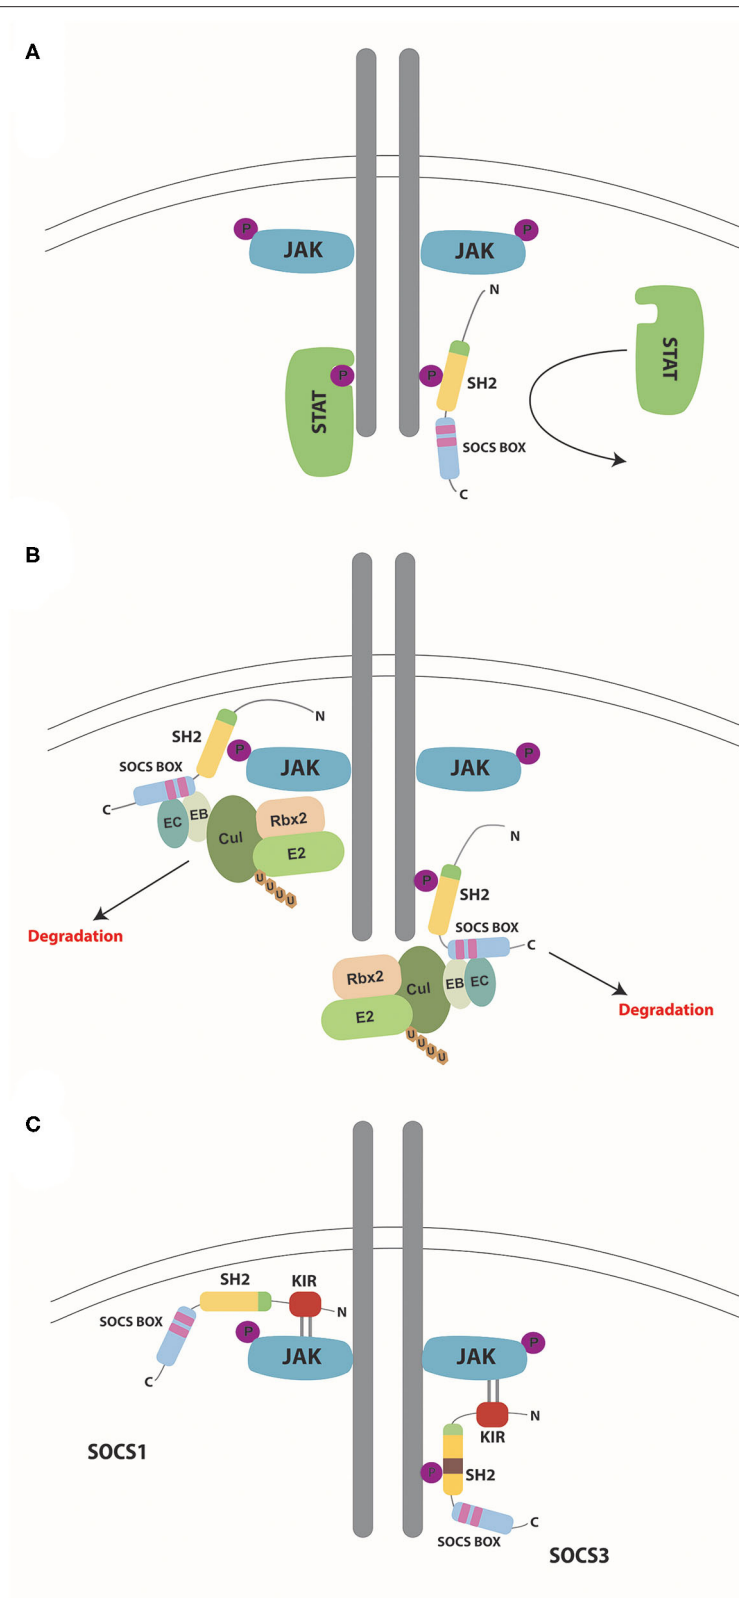 A
P
JAK
JAK
P
N
STAT
P
STAT
P
SH2
SOCS BOX
C
B
N
SH2
P
JAK
JAK
P
SOCS BOX
C
EC
EB
Cul
Rbx2
E2
U
U
U
U
Degradation
N
P
SH2
SOCS BOX
C
Rbx2
Cul
EB
EC
E2
U
U
U
U
Degradation
C
SH2
KIR
N
SOCS BOX
P
JAK
JAK
P
C
N
KIR
SOCS1
P
SH2
C
SOCS BOX
SOCS3